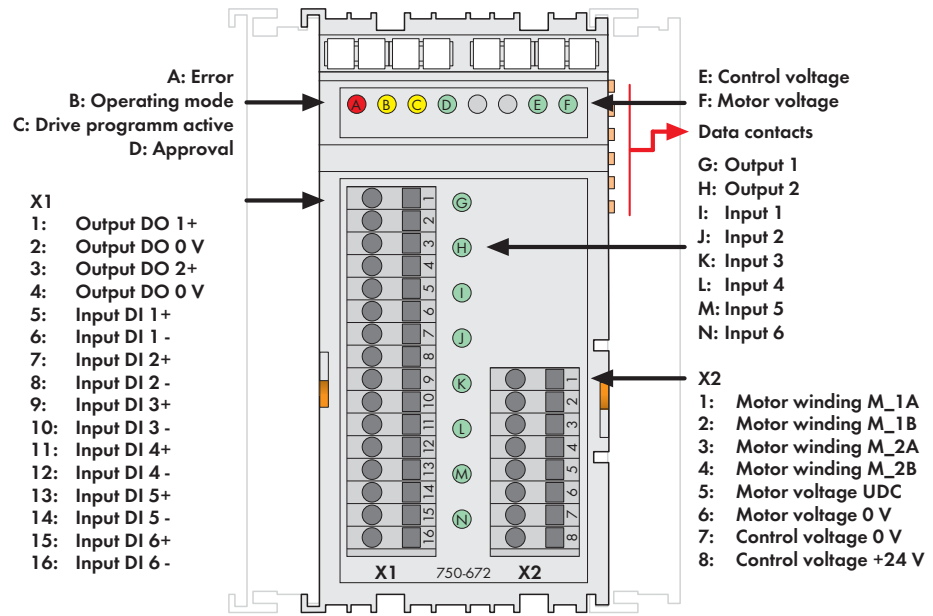 A: Error
B: Operating mode
C: Drive programm active
D: Approval
A B C D E F
E: Control voltage
F: Motor voltage
Data contacts
X1
1: Output DO 1+
2: Output DO 0 V
3: Output DO 2+
4: Output DO 0 V
5: Input DI 1+
6: Input DI 1 -
7: Input DI 2+
8: Input DI 2 -
9: Input DI 3+
10: Input DI 3 -
11: Input DI 4+
12: Input DI 4 -
13: Input DI 5+
14: Input DI 5 -
15: Input DI 6+
16: Input DI 6 -
1
2
3
4
5
6
7
8
9
10
11
12
13
14
15
16
G
H
I
J
K
L
M
N
1
2
3
4
5
6
7
8
X1 750-672 X2
G: Output 1
H: Output 2
I: Input 1
J: Input 2
K: Input 3
L: Input 4
M: Input 5
N: Input 6
X2
1: Motor winding M_1A
2: Motor winding M_1B
3: Motor winding M_2A
4: Motor winding M_2B
5: Motor voltage UDC
6: Motor voltage 0 V
7: Control voltage 0 V
8: Control voltage +24 V